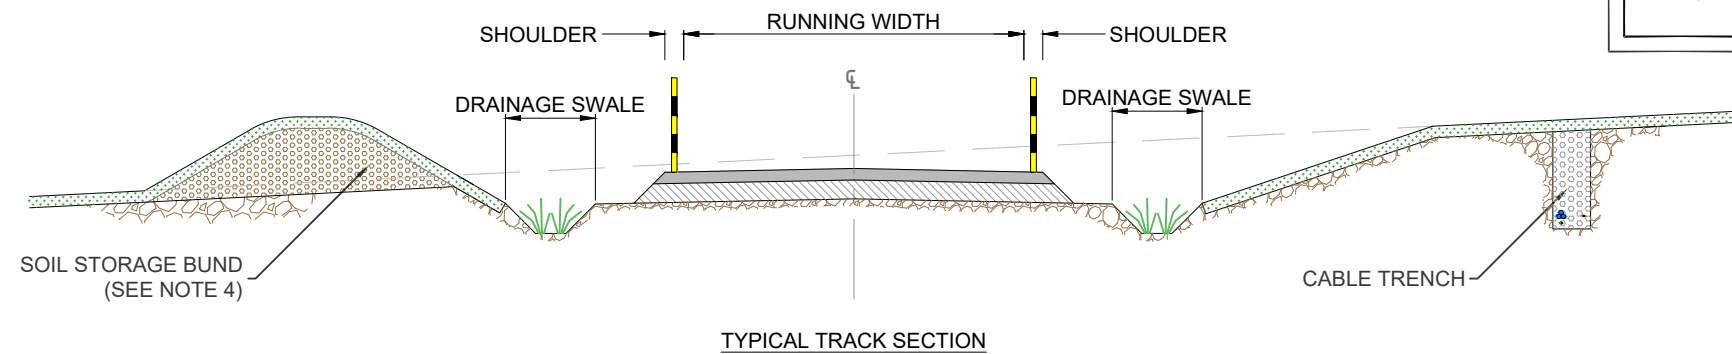 RUNNING WIDTH
SHOULDER
SHOULDER
℄
DRAINAGE SWALE
DRAINAGE SWALE
SOIL STORAGE BUND
(SEE NOTE 4)
CABLE TRENCH
TYPICAL TRACK SECTION